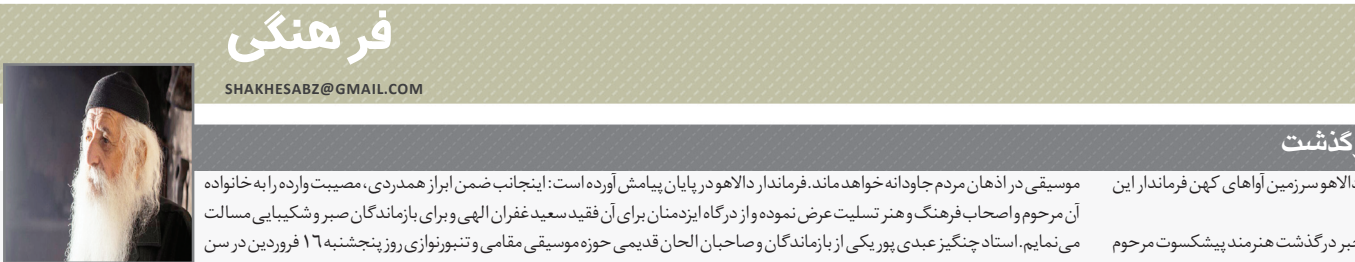 فرهنگی
SHAKHESABZ@GMAIL.COM
رگذشت
دالاهو سرزمین آواهای کهن فرماندار این
خبر درگذشت هنرمند پیشکسوت مرحوم
موسیقی در اذهان مردم جاودانه خواهد ماند. فرماندار دالاهو در پایان پیامش آورده است: اینجانب ضمن ابراز همدردی، مصیبت وارده را به خانواده
آن مرحوم و اصحاب فرهنگ و هنر تسلیت عرض نموده و از درگاه ایزدمنان برای آن فقید سعید غفران الهی و برای بازماندگان صبر و شکیبایی مسالت
می‌نمایم. استاد چنگیز عبدی پور یکی از بازماندگان و صاحبان الحان قدیمی حوزه موسیقی مقامی و تنبورنوازی روز پنجشنبه ۱۶ فروردین در سن